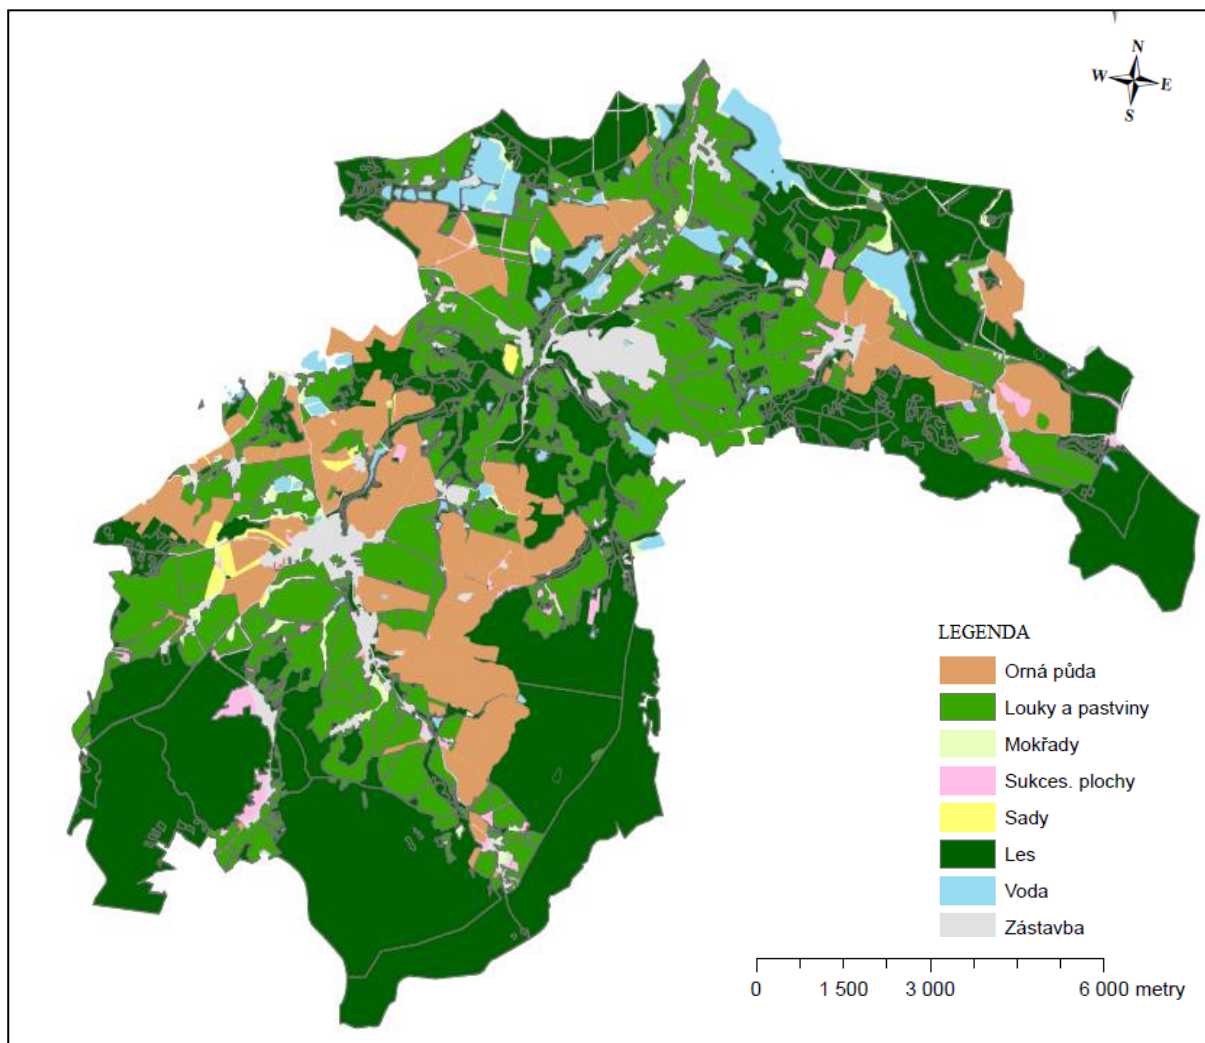 N
W E
S
LEGENDA
Orná půda
Louky a pastviny
Mokřady
Sukces. plochy
Sady
Les
Voda
Zástavba
0 1 500 3 000 6 000 metry